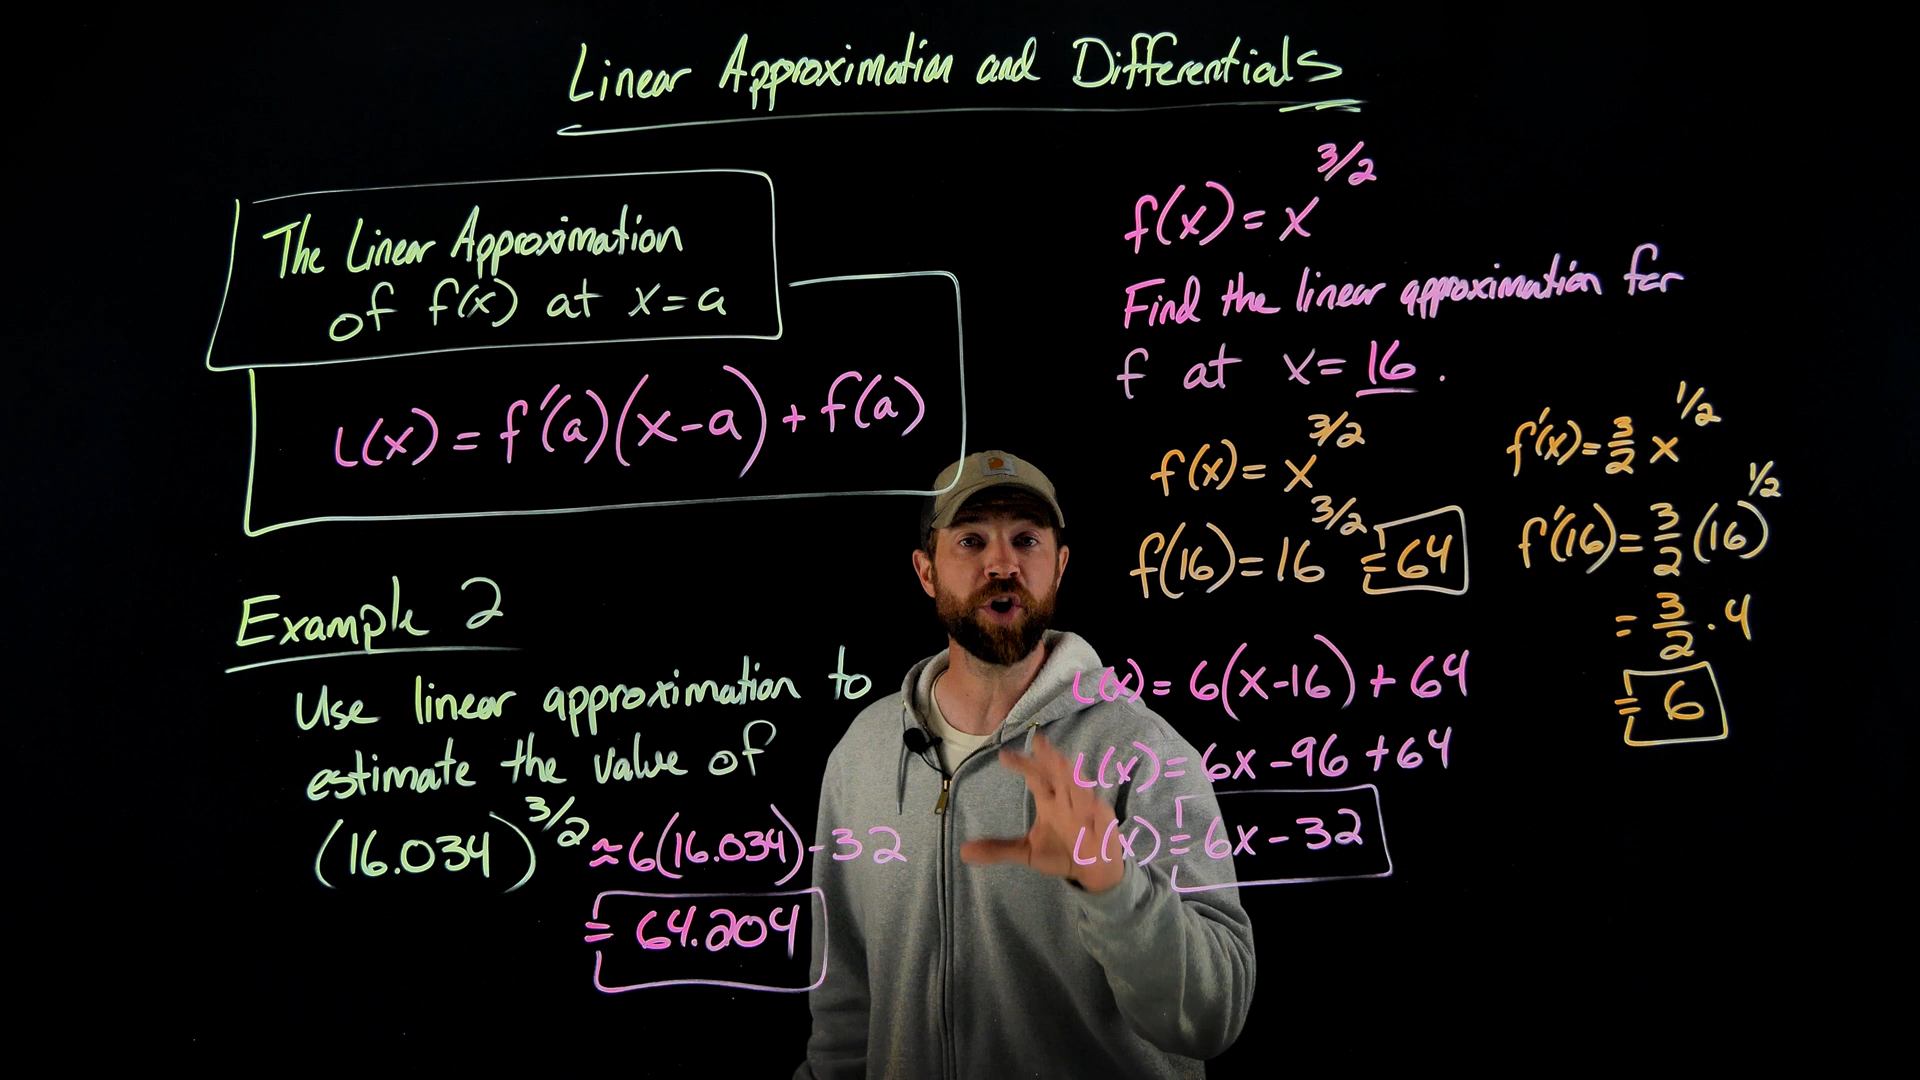 Linear Approximation and Differentials
The Linear Approximation
of f(x) at x=a
L(x) = f'(a)(x-a) + f(a)
Example 2
Use linear approximation to
estimate the value of
(16.034)^3/2 ≈ 6(16.034) - 32
= 64.204
f(x) = x^3/2
Find the linear approximation for
f at x = 16.
f(x) = x^3/2
f(16) = 16^3/2 = 64
L(x) = 6(x-16) + 64
L(x) = 6x - 96 + 64
L(x) = 6x - 32
f'(x) = 3/2 x^1/2
f'(16) = 3/2 (16)^1/2
= 3/2 · 4
= 6